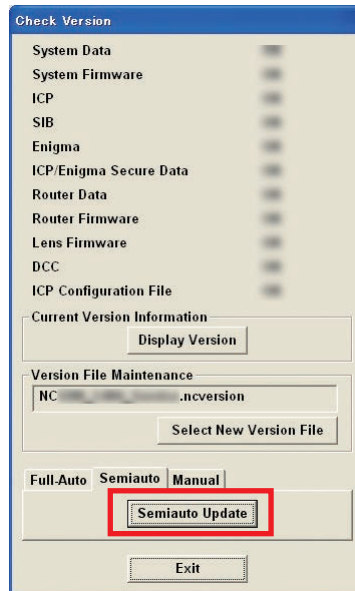 Check Version
System Data
System Firmware
ICP
SIB
Enigma
ICP/Enigma Secure Data
Router Data
Router Firmware
Lens Firmware
DCC
ICP Configuration File
Current Version Information
Display Version
Version File Maintenance
NC .ncversion
Select New Version File
Full-Auto Semiauto Manual
Semiauto Update
Exit